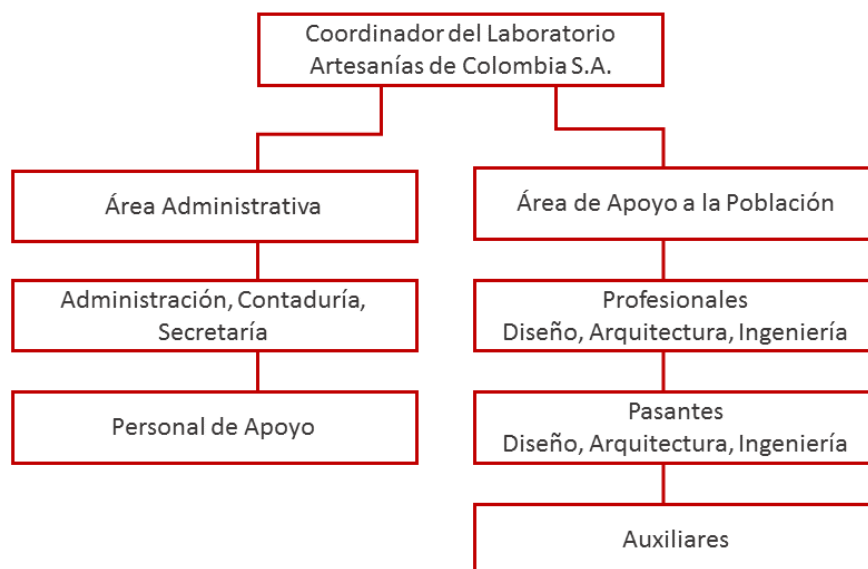 Coordinador del Laboratorio
Artesanías de Colombia S.A.
Área Administrativa
Área de Apoyo a la Población
Administración, Contaduría,
Secretaría
Profesionales
Diseño, Arquitectura, Ingeniería
Personal de Apoyo
Pasantes
Diseño, Arquitectura, Ingeniería
Auxiliares